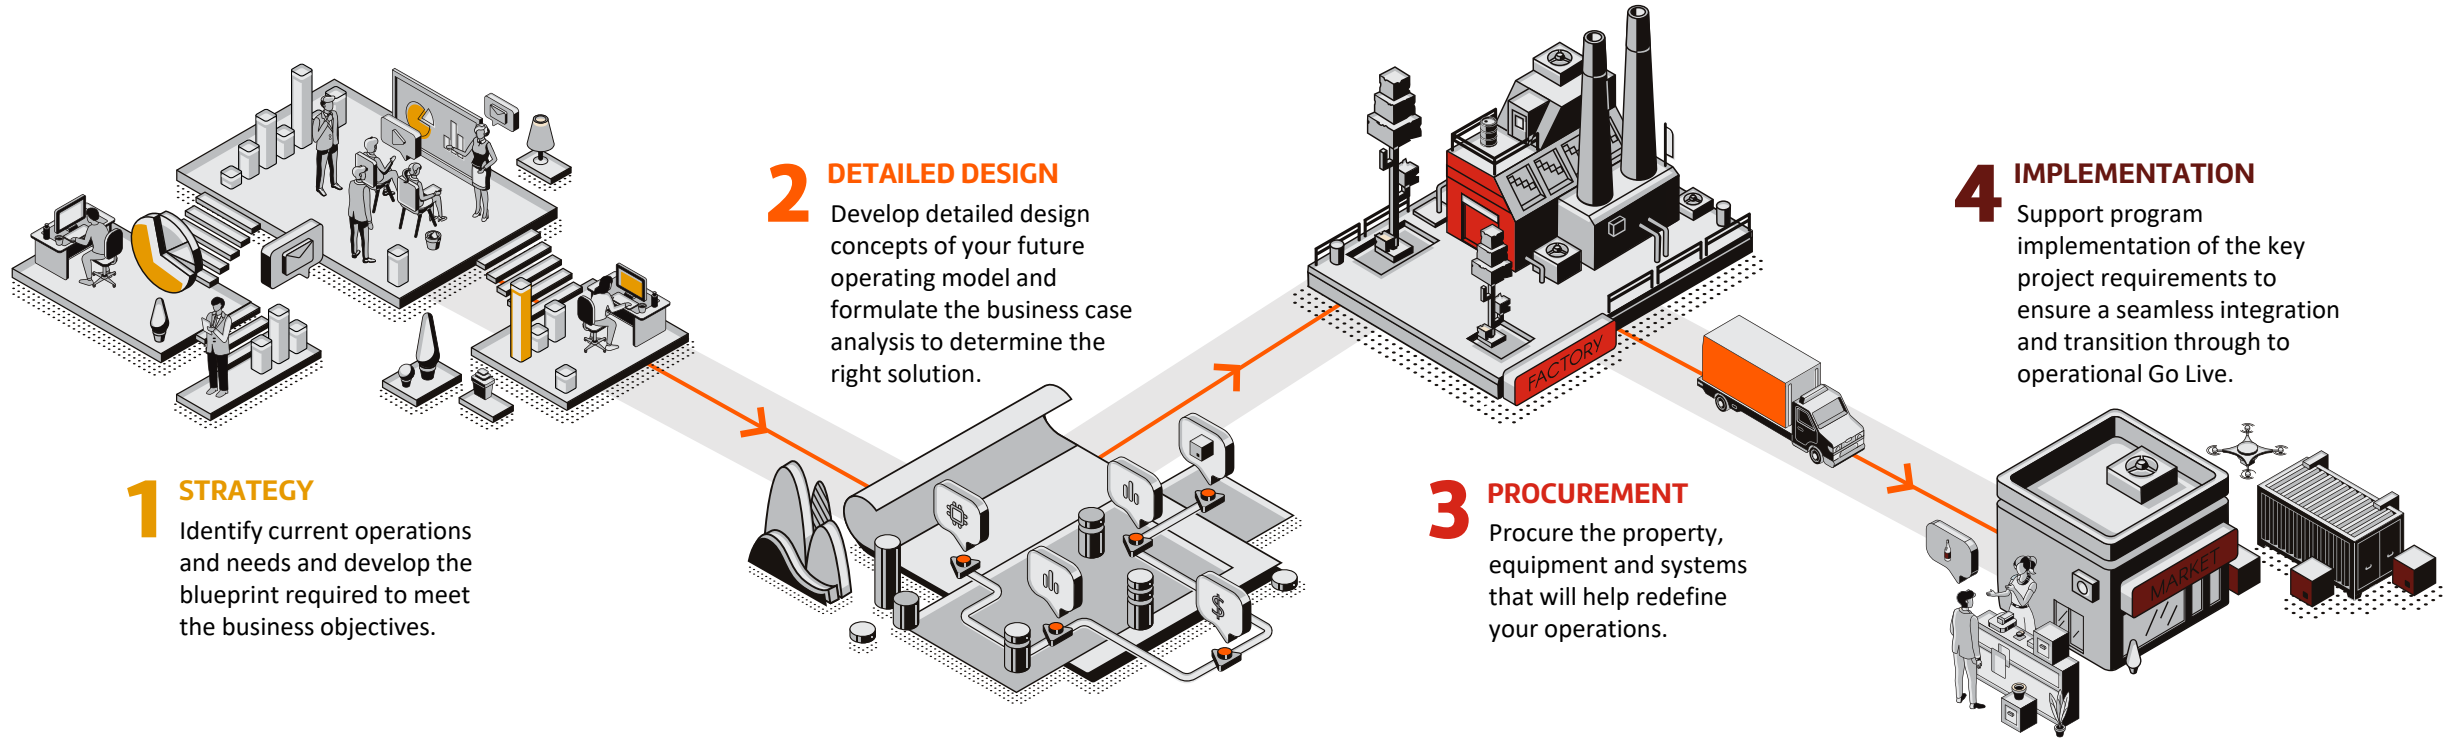 1
STRATEGY
Identify current operations
and needs and develop the
blueprint required to meet
the business objectives.
2
DETAILED DESIGN
Develop detailed design
concepts of your future
operating model and
formulate the business case
analysis to determine the
right solution.
$
FACTORY
3
PROCUREMENT
Procure the property,
equipment and systems
that will help redefine
your operations.
4
IMPLEMENTATION
Support program
implementation of the key
project requirements to
ensure a seamless integration
and transition through to
operational Go Live.
MARKET